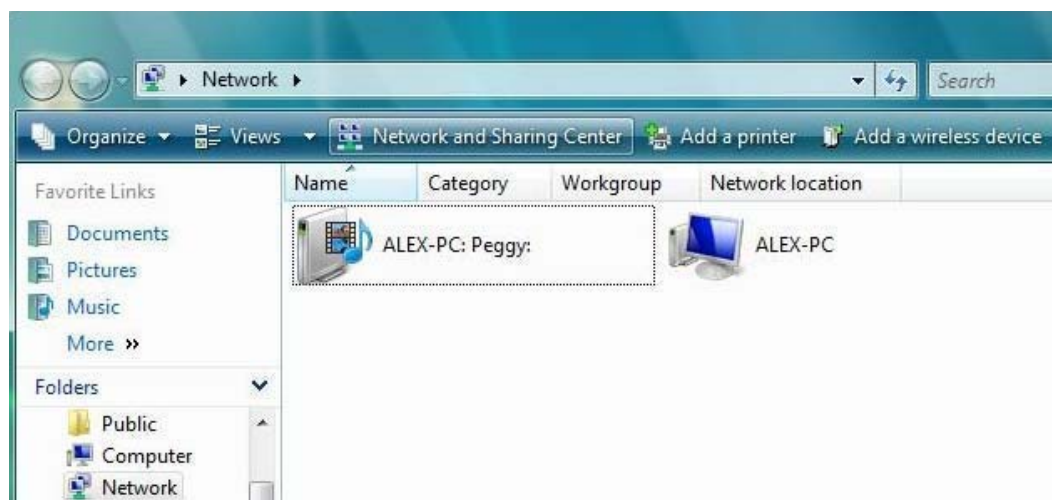 Network
Search
Organize Views Network and Sharing Center Add a printer Add a wireless device
Favorite Links
Documents
Pictures
Music
More »
Folders
Public
Computer
Network
Name Category Workgroup Network location
ALEX-PC: Peggy: ALEX-PC